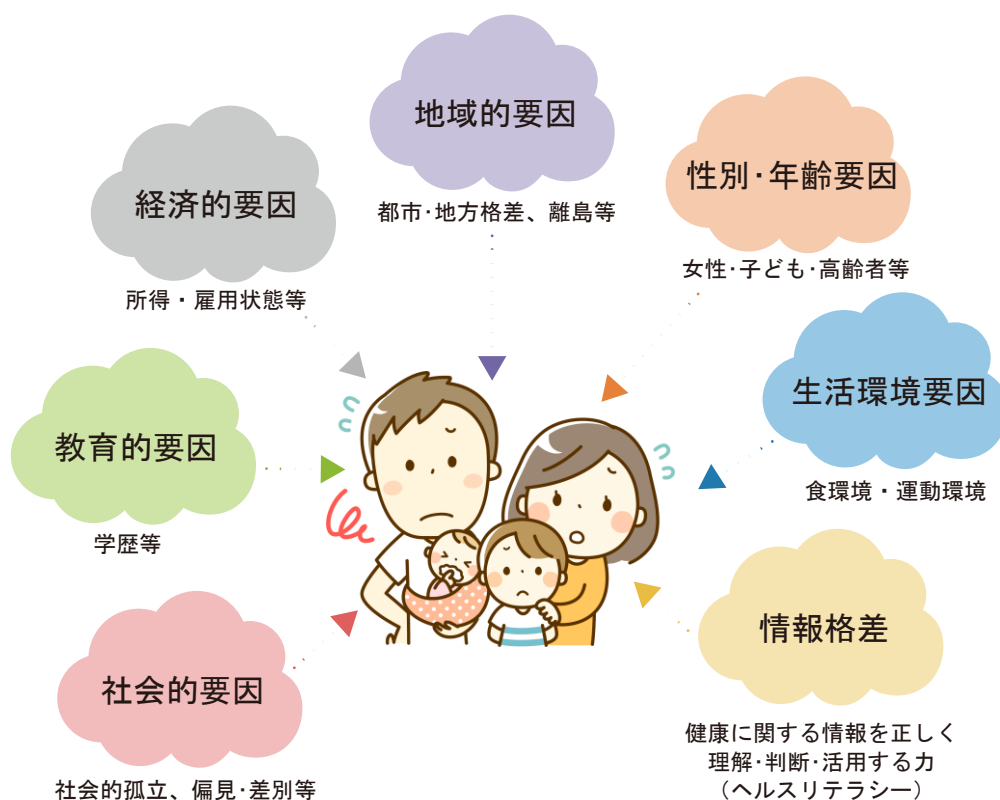 地域的要因
都市･地方格差、離島等
性別･年齢要因
女性･子ども･高齢者等
経済的要因
所得・雇用状態等
生活環境要因
食環境・運動環境
教育的要因
学歴等
情報格差
健康に関する情報を正しく
理解･判断･活用する力
（ヘルスリテラシー）
社会的要因
社会的孤立、偏見･差別等